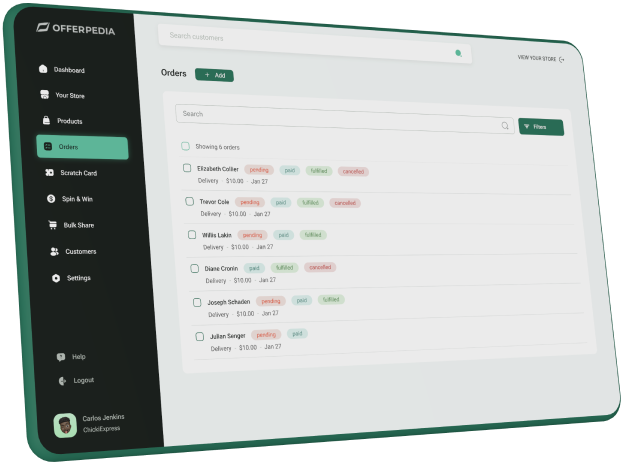 OFFERPEDIA
Search customers
VIEW YOUR STORE
Dashboard
Your Store
Products
Orders
Scratch Card
Spin & Win
Bulk Share
Customers
Settings
Help
Logout
Carlos Jenkins
ChickiExpress
Orders + Add
Search
Filters
Showing 6 orders
Elizabeth Collier pending paid fulfilled cancelled
Delivery · $10.00 · Jan 27
Trevor Cole pending paid fulfilled cancelled
Delivery · $10.00 · Jan 27
Willis Lakin pending paid fulfilled
Delivery · $10.00 · Jan 27
Diane Cronin paid fulfilled cancelled
Delivery · $10.00 · Jan 27
Joseph Schaden pending paid fulfilled
Delivery · $10.00 · Jan 27
Julian Senger pending paid
Delivery · $10.00 · Jan 27